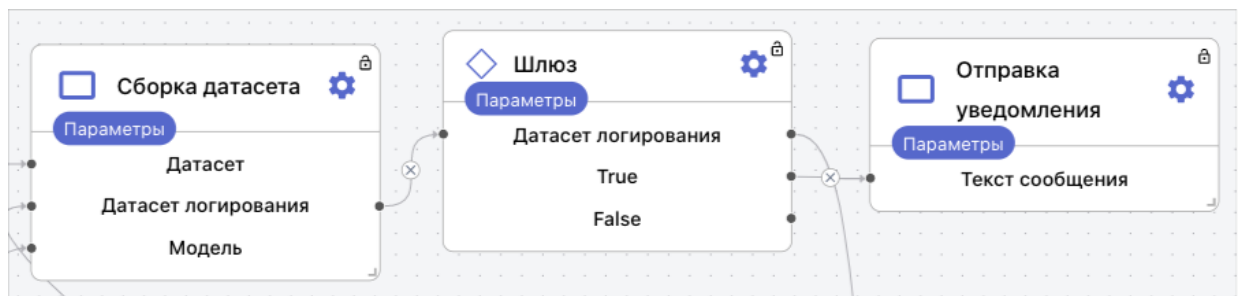 Сборка датасета
Параметры
Датасет
Датасет логирования
Модель
Шлюз
Параметры
Датасет логирования
True
False
Отправка
уведомления
Параметры
Текст сообщения